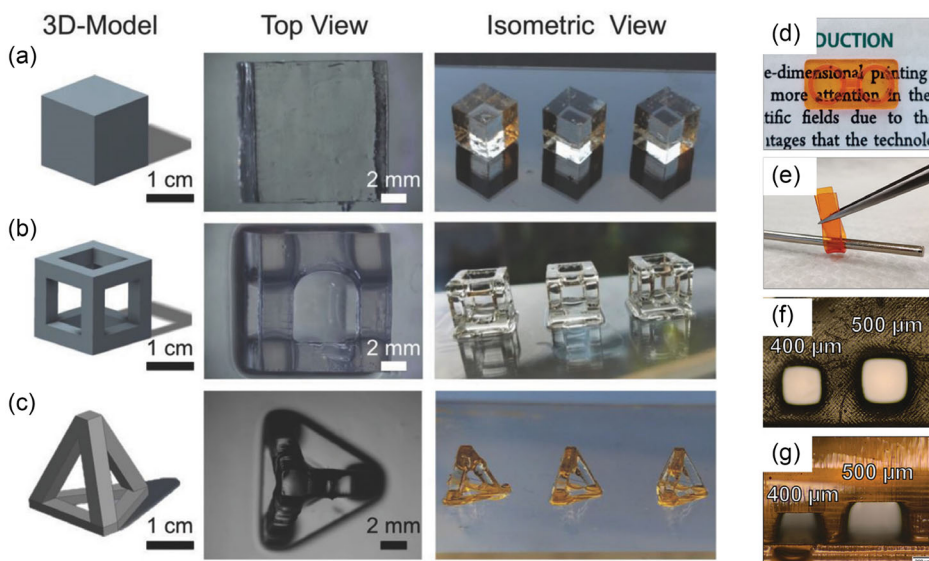 3D-Model
Top View
Isometric View
(a)
1 cm
2 mm
(b)
1 cm
2 mm
(c)
1 cm
2 mm
(d)
DUCTION
e-dimensional printing
more attention in the
tific fields due to the
ntages that the technolo
(e)
(f)
400 µm
500 µm
(g)
400 µm
500 µm